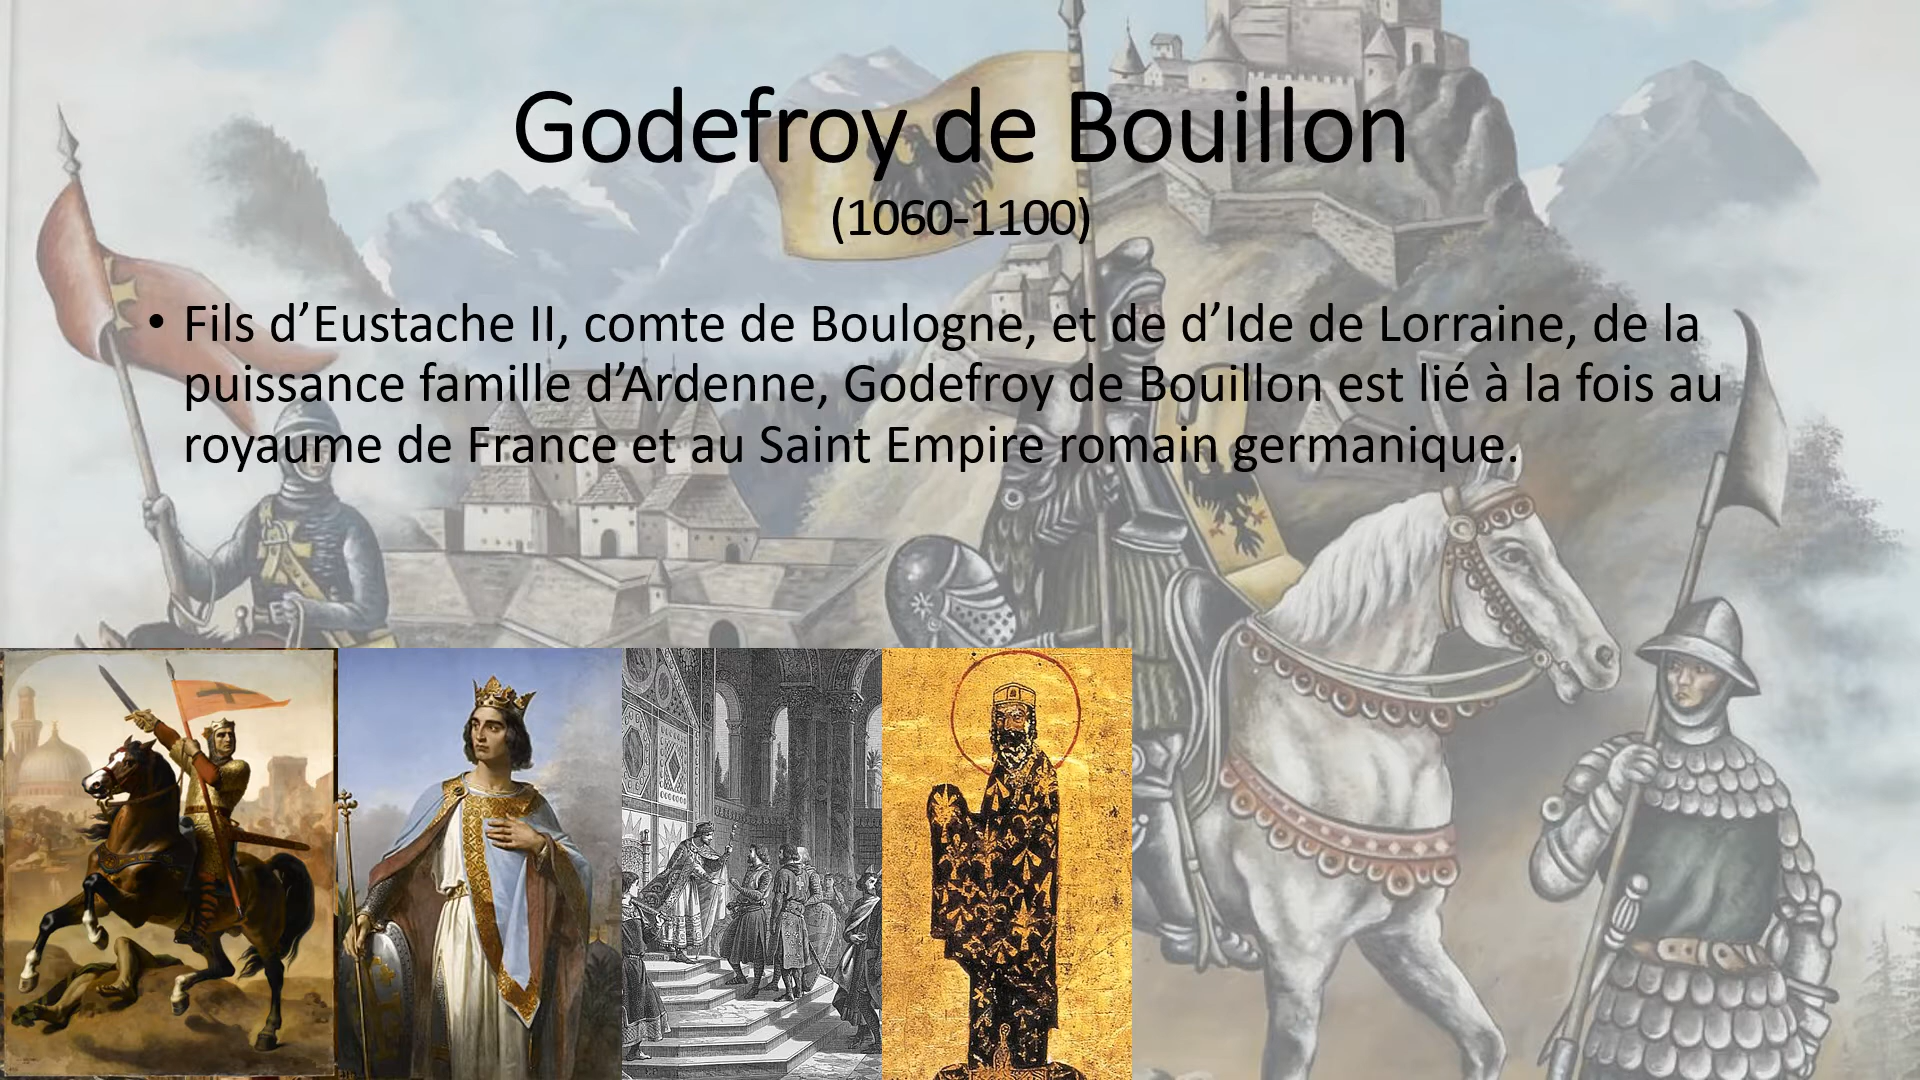 Godefroy de Bouillon
(1060-1100)
• Fils d’Eustache II, comte de Boulogne, et de d’Ide de Lorraine, de la
puissance famille d’Ardenne, Godefroy de Bouillon est lié à la fois au
royaume de France et au Saint Empire romain germanique.